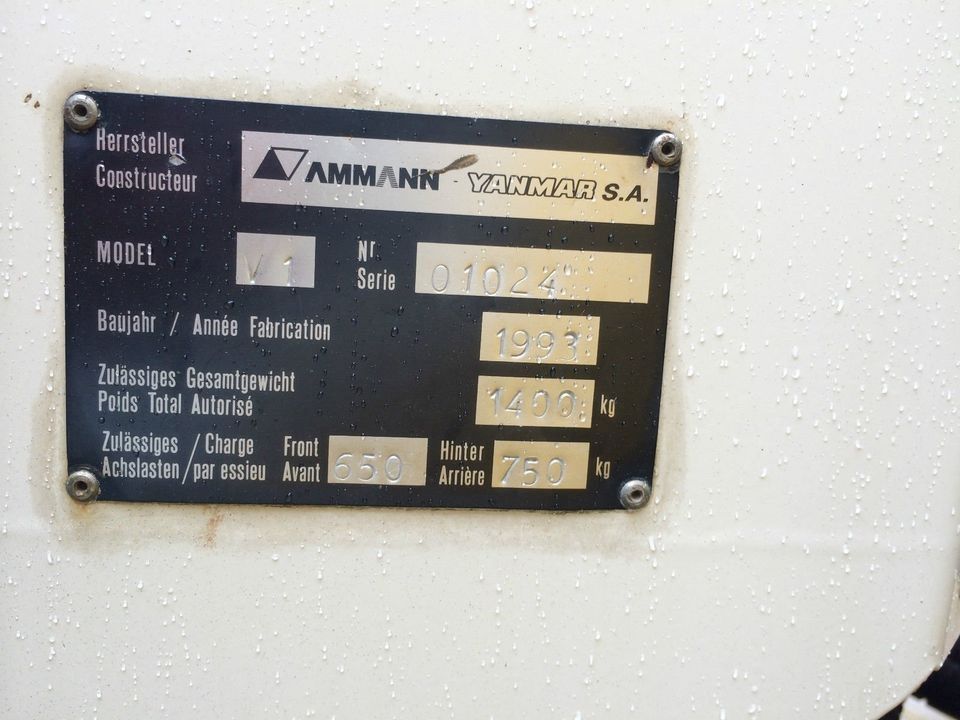 Herrsteller
Constructeur
AMMANN YANMAR S.A.
MODEL V 1 Nr Serie 01024
Baujahr / Année Fabrication 1993
Zulässiges Gesamtgewicht
Poids Total Autorisé 1400 kg
Zulässiges / Charge Front Hinter
Achslasten / par essieu Avant 650 Arrière 750 kg